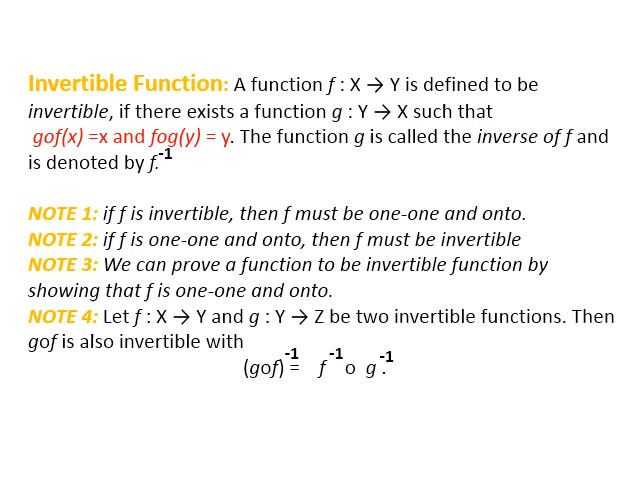 Invertible Function: A function f : X → Y is defined to be
invertible, if there exists a function g : Y → X such that
gof(x) =x and fog(y) = y. The function g is called the inverse of f and
is denoted by f.⁻¹
NOTE 1: if f is invertible, then f must be one-one and onto.
NOTE 2: if f is one-one and onto, then f must be invertible
NOTE 3: We can prove a function to be invertible function by
showing that f is one-one and onto.
NOTE 4: Let f : X → Y and g : Y → Z be two invertible functions. Then
gof is also invertible with
(gof)⁻¹ = f⁻¹ o g⁻¹.